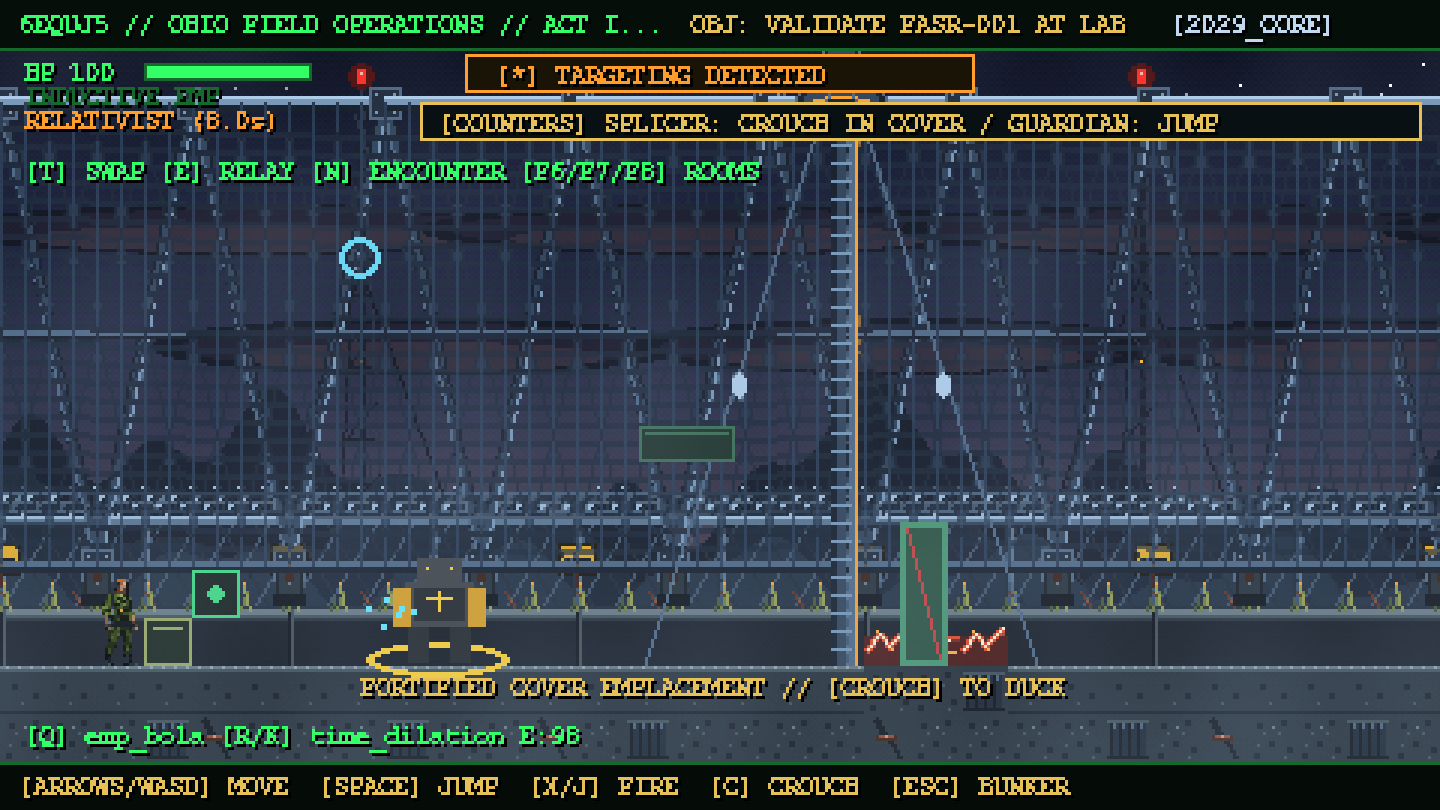 6EQUJ5 // OHIO FIELD OPERATIONS // ACT I... OBJ: VALIDATE FASR-001 AT LAB [2029_CORE]
HP 100
[*] TARGETING DETECTED
INDUCTIVE EMP
RELATIVIST (8.0s)
[COUNTERS] SPLICER: CROUCH IN COVER / GUARDIAN: JUMP
[T] SWAP [E] RELAY [N] ENCOUNTER [F6/F7/F8] ROOMS
FORTIFIED COVER EMPLACEMENT // [CROUCH] TO DUCK
[Q] emp_bola [R/K] time_dilation E:98
[ARROWS/WASD] MOVE [SPACE] JUMP [X/J] FIRE [C] CROUCH [ESC] BUNKER